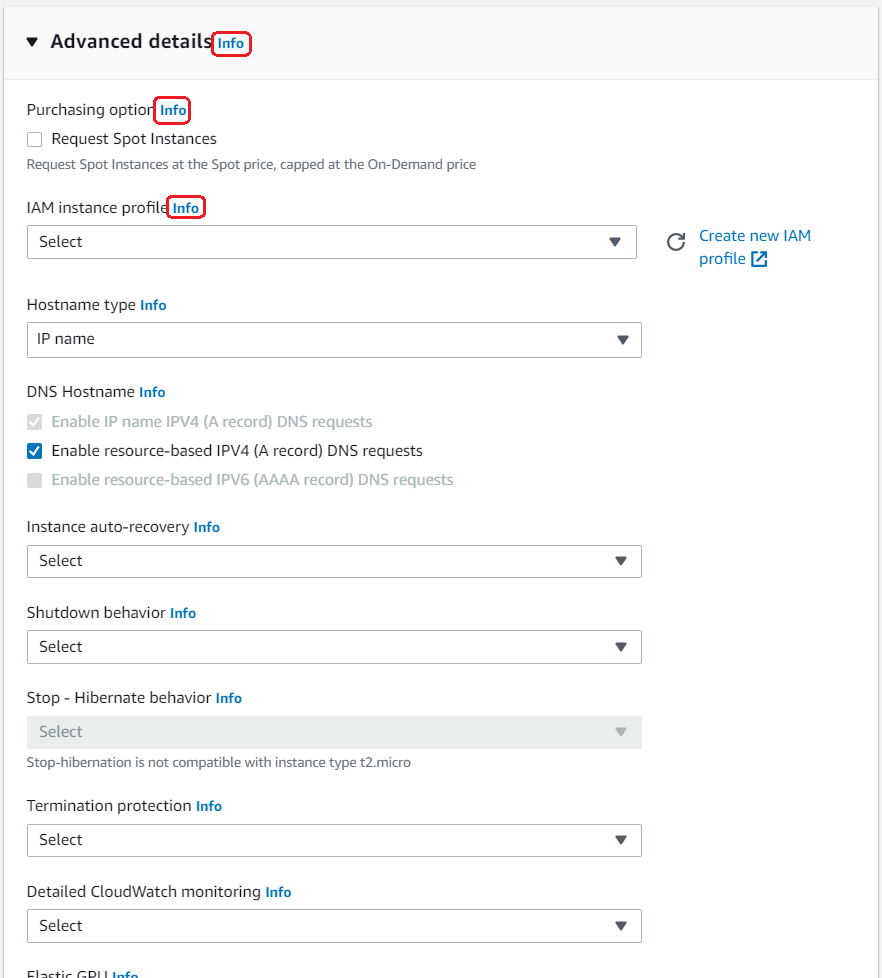 Advanced details Info
Purchasing option Info
Request Spot Instances
Request Spot Instances at the Spot price, capped at the On-Demand price
IAM instance profile Info
Select
Create new IAM
profile
Hostname type Info
IP name
DNS Hostname Info
Enable IP name IPV4 (A record) DNS requests
Enable resource-based IPV4 (A record) DNS requests
Enable resource-based IPV6 (AAAA record) DNS requests
Instance auto-recovery Info
Select
Shutdown behavior Info
Select
Stop - Hibernate behavior Info
Select
Stop-hibernation is not compatible with instance type t2.micro
Termination protection Info
Select
Detailed CloudWatch monitoring Info
Select
Elastic GPU Info